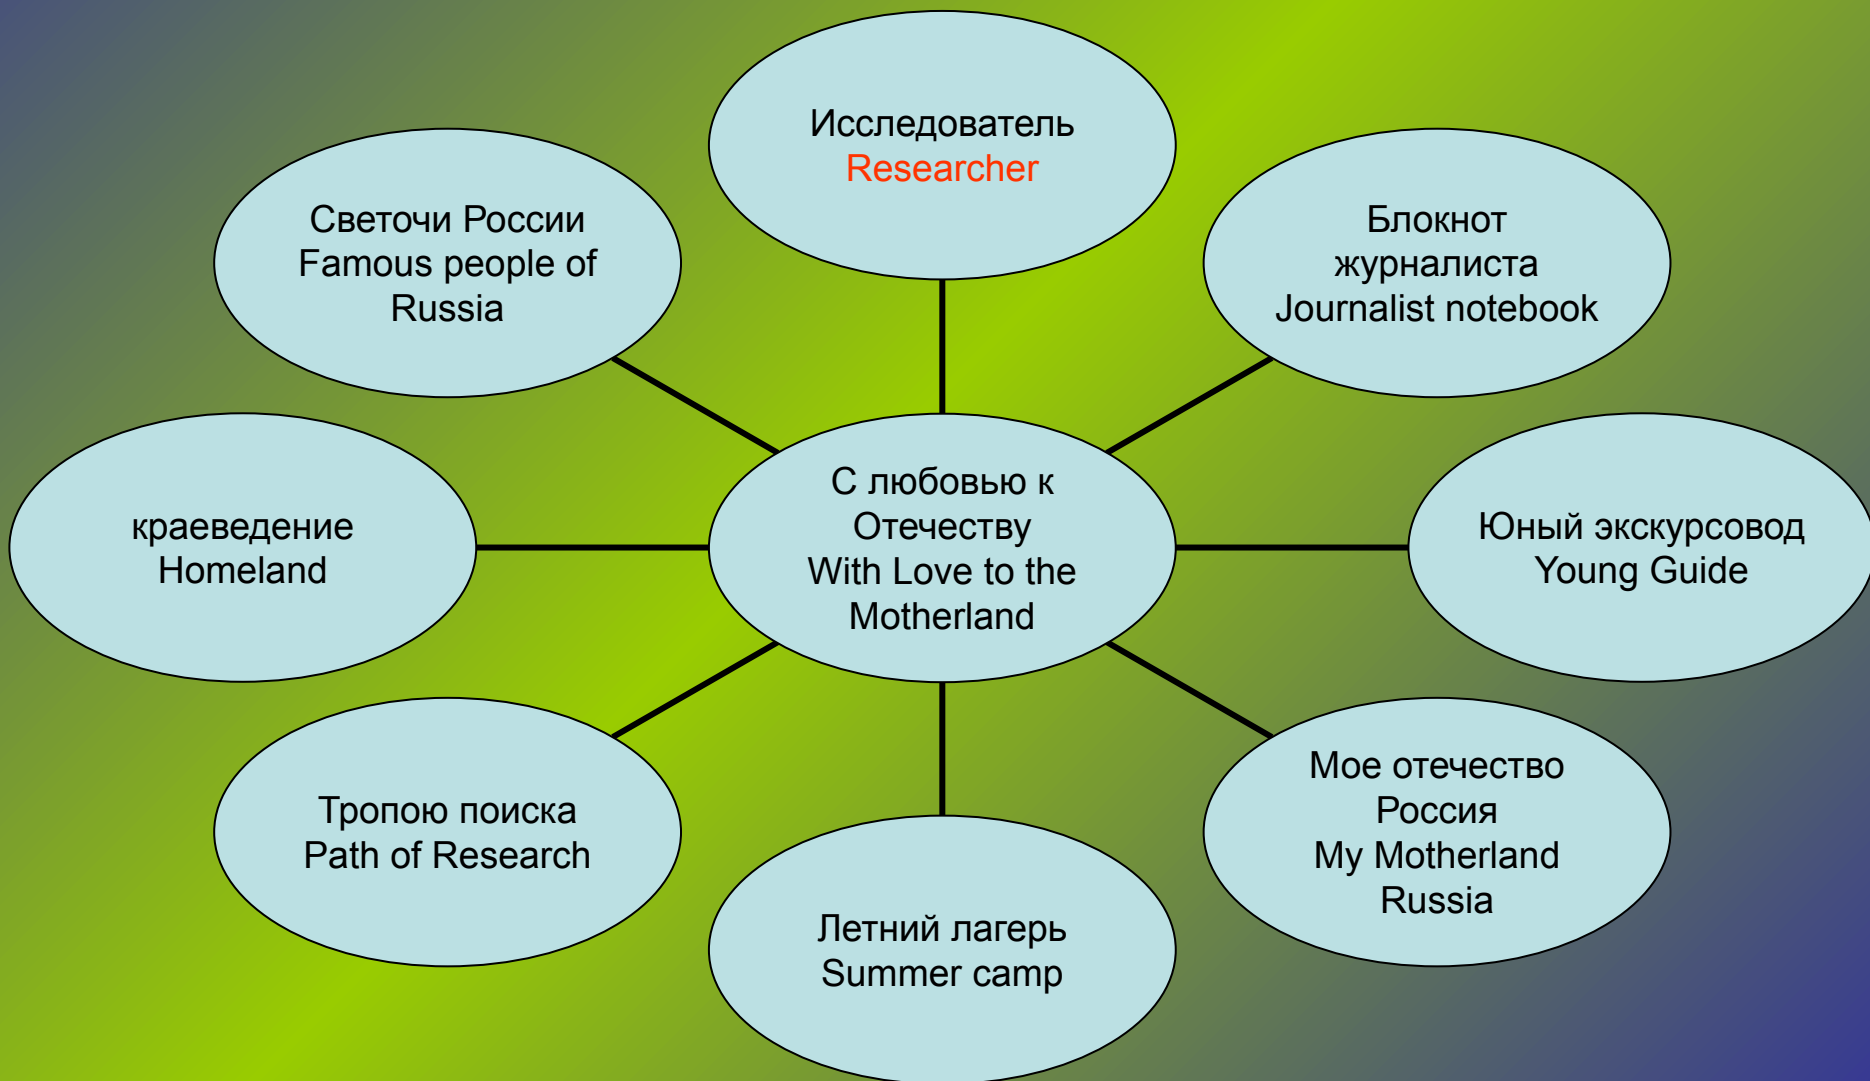 Исследователь
Researcher
Светочи России
Famous people of
Russia
Блокнот
журналиста
Journalist notebook
краеведение
Homeland
С любовью к
Отечеству
With Love to the
Motherland
Юный экскурсовод
Young Guide
Тропою поиска
Path of Research
Мое отечество
Россия
My Motherland
Russia
Летний лагерь
Summer camp